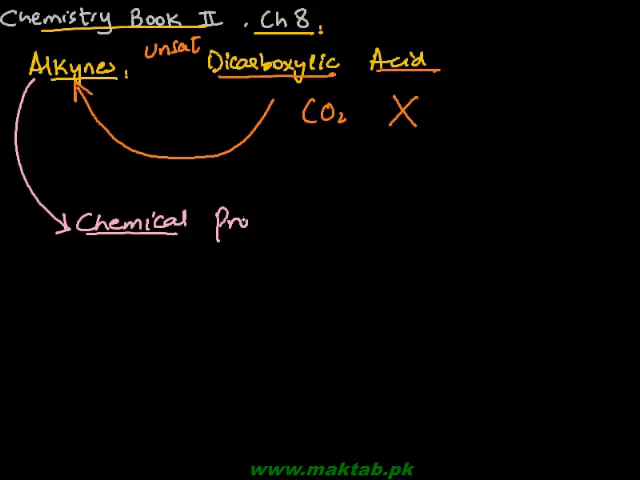 Chemistry Book II . Ch 8.
Alkynes. unsat Dicarboxylic Acid
CO2 X
Chemical Pro
www.maktab.pk